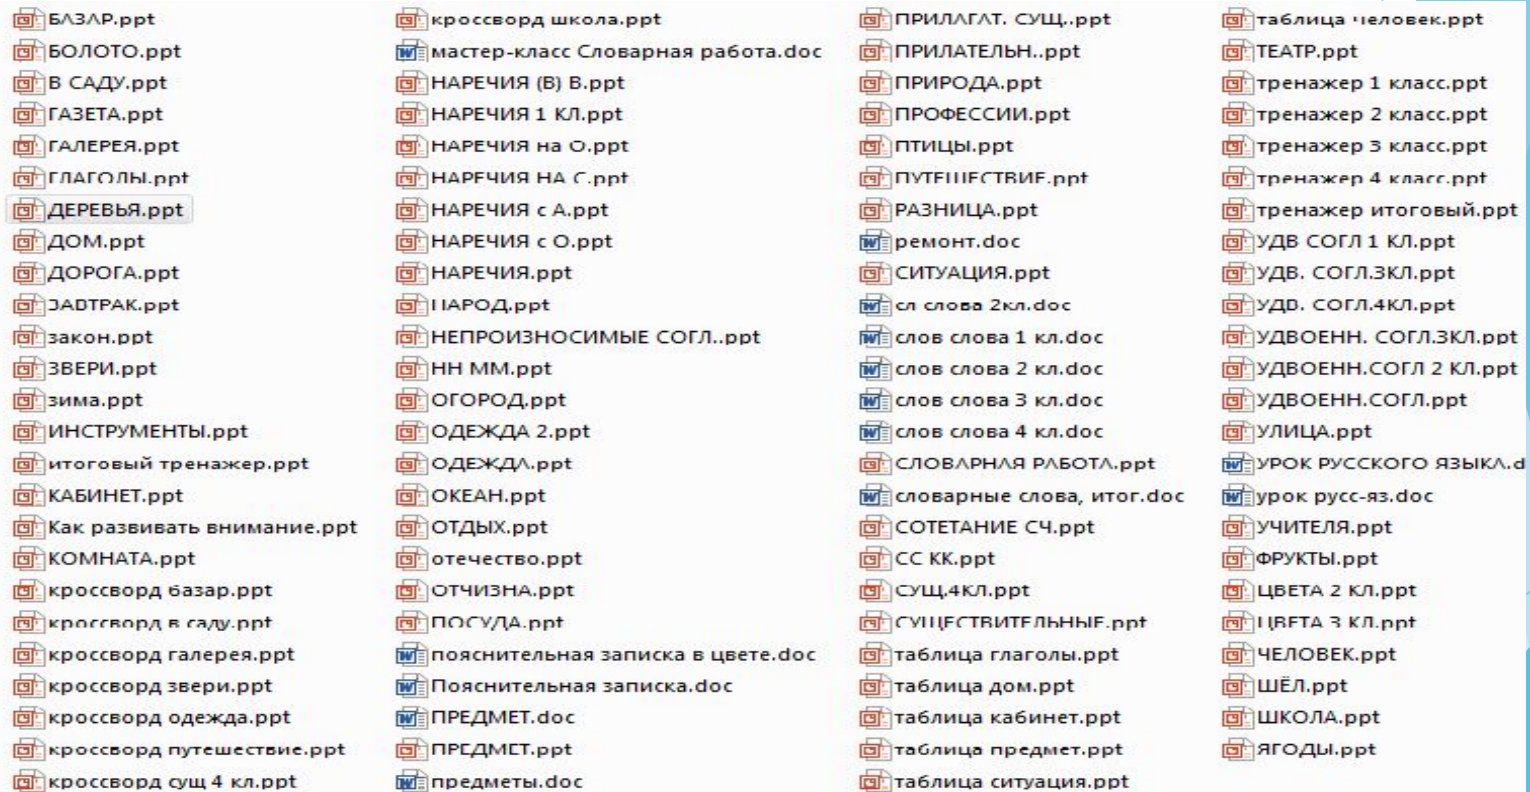 БАЗАР.ppt
БОЛОТО.ppt
В САДУ.ppt
ГАЗЕТА.ppt
ГАЛЕРЕЯ.ppt
ГЛАГОЛЫ.ppt
ДЕРЕВЬЯ.ppt
ДОМ.ppt
ДОРОГА.ppt
ЗАВТРАК.ppt
закон.ppt
ЗВЕРИ.ppt
зима.ppt
ИНСТРУМЕНТЫ.ppt
итоговый тренажер.ppt
КАБИНЕТ.ppt
Как развивать внимание.ppt
КОМНАТА.ppt
кроссворд базар.ppt
кроссворд в саду.ppt
кроссворд галерея.ppt
кроссворд звери.ppt
кроссворд одежда.ppt
кроссворд путешествие.ppt
кроссворд сущ 4 кл.ppt
кроссворд школа.ppt
мастер-класс Словарная работа.doc
НАРЕЧИЯ (В) В.ppt
НАРЕЧИЯ 1 КЛ.ppt
НАРЕЧИЯ на О.ppt
НАРЕЧИЯ НА С.ppt
НАРЕЧИЯ с А.ppt
НАРЕЧИЯ с О.ppt
НАРЕЧИЯ.ppt
НАРОД.ppt
НЕПРОИЗНОСИМЫЕ СОГЛ..ppt
НН ММ.ppt
ОГОРОД.ppt
ОДЕЖДА 2.ppt
ОДЕЖДА.ppt
ОКЕАН.ppt
ОТДЫХ.ppt
отечество.ppt
ОТЧИЗНА.ppt
ПОСУДА.ppt
пояснительная записка в цвете.doc
Пояснительная записка.doc
ПРЕДМЕТ.doc
ПРЕДМЕТ.ppt
предметы.doc
ПРИЛАГАТ. СУЩ..ppt
ПРИЛАТЕЛЬН..ppt
ПРИРОДА.ppt
ПРОФЕССИИ.ppt
ПТИЦЫ.ppt
ПУТЕШЕСТВИЕ.ppt
РАЗНИЦА.ppt
ремонт.doc
СИТУАЦИЯ.ppt
сл слова 2кл.doc
слов слова 1 кл.doc
слов слова 2 кл.doc
слов слова 3 кл.doc
слов слова 4 кл.doc
СЛОВАРНАЯ РАБОТА.ppt
словарные слова, итог.doc
СОТЕТАНИЕ СЧ.ppt
СС КК.ppt
СУЩ.4КЛ.ppt
СУЩЕСТВИТЕЛЬНЫЕ.ppt
таблица глаголы.ppt
таблица дом.ppt
таблица кабинет.ppt
таблица предмет.ppt
таблица ситуация.ppt
таблица человек.ppt
ТЕАТР.ppt
тренажер 1 класс.ppt
тренажер 2 класс.ppt
тренажер 3 класс.ppt
тренажер 4 класс.ppt
тренажер итоговый.ppt
УДВ СОГЛ 1 КЛ.ppt
УДВ. СОГЛ.3КЛ.ppt
УДВ. СОГЛ.4КЛ.ppt
УДВОЕНН. СОГЛ.3КЛ.ppt
УДВОЕНН.СОГЛ 2 КЛ.ppt
УДВОЕНН.СОГЛ.ppt
УЛИЦА.ppt
УРОК РУССКОГО ЯЗЫКА.d
урок русс-яз.doc
УЧИТЕЛЯ.ppt
ФРУКТЫ.ppt
ЦВЕТА 2 КЛ.ppt
ЦВЕТА 3 КЛ.ppt
ЧЕЛОВЕК.ppt
ШЁЛ.ppt
ШКОЛА.ppt
ЯГОДЫ.ppt